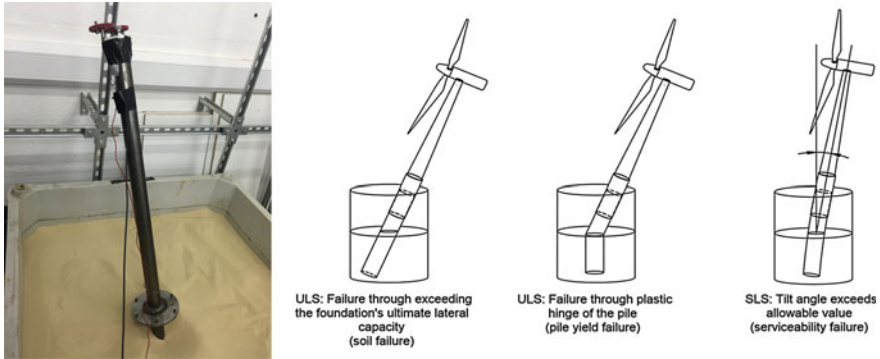 ULS: Failure through exceeding
the foundation's ultimate lateral
capacity
(soil failure)
ULS: Failure through plastic
hinge of the pile
(pile yield failure)
SLS: Tilt angle exceeds
allowable value
(serviceability failure)